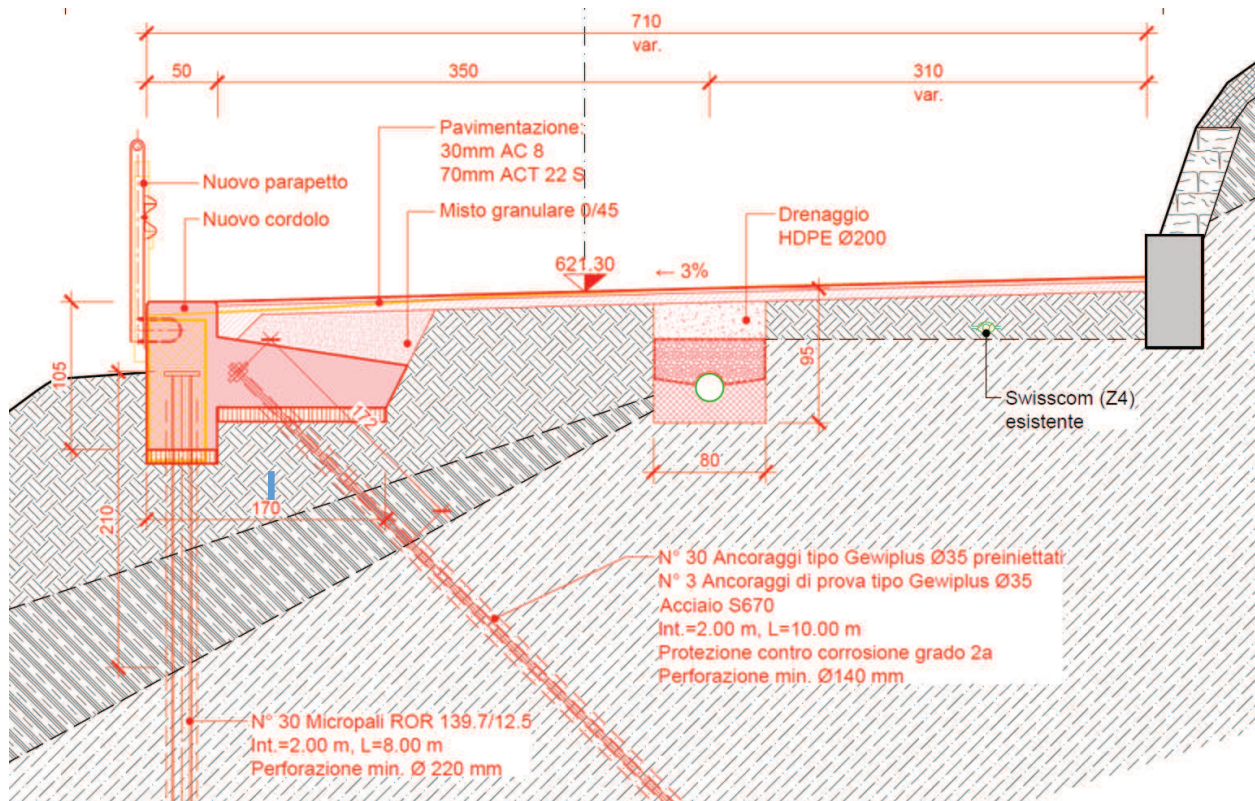 710
var.
50
350
310
var.
Pavimentazione:
30mm AC 8
70mm ACT 22 S
Nuovo parapetto
Misto granulare 0/45
Nuovo cordolo
Drenaggio
HDPE Ø200
621.30
← 3%
105
95
172
Swisscom (Z4)
esistente
80
170
210
N° 30 Ancoraggi tipo Gewiplus Ø35 preiniettati
N° 3 Ancoraggi di prova tipo Gewiplus Ø35
Acciaio S670
Int.=2.00 m, L=10.00 m
Protezione contro corrosione grado 2a
Perforazione min. Ø140 mm
N° 30 Micropali ROR 139.7/12.5
Int.=2.00 m, L=8.00 m
Perforazione min. Ø 220 mm